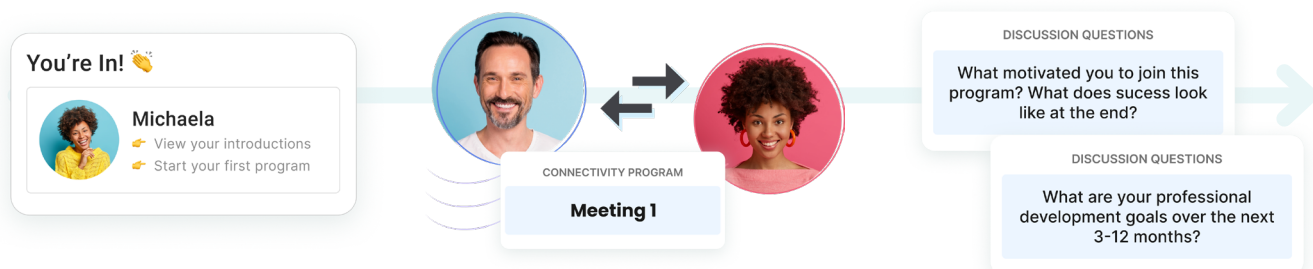 You're In! 👏
Michaela
👉 View your introductions
👉 Start your first program
CONNECTIVITY PROGRAM
Meeting 1
DISCUSSION QUESTIONS
What motivated you to join this
program? What does sucess look
like at the end?
DISCUSSION QUESTIONS
What are your professional
development goals over the next
3-12 months?